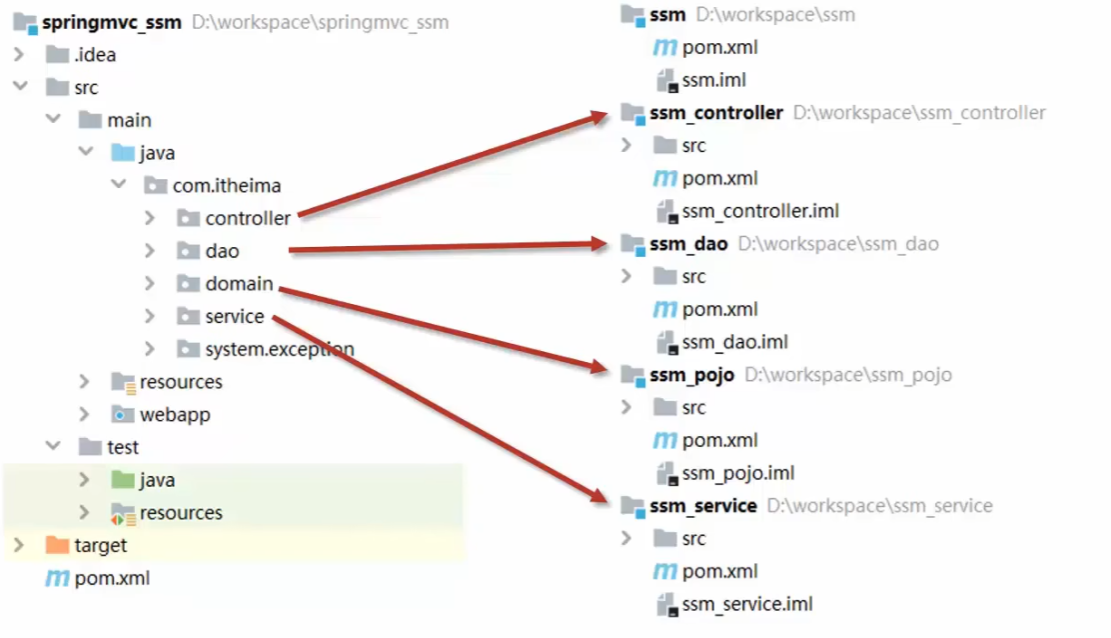 springmvc_ssm D:\workspace\springmvc_ssm
.idea
src
main
java
com.itheima
controller
dao
domain
service
system.exception
resources
webapp
test
java
resources
target
pom.xml
ssm D:\workspace\ssm
pom.xml
ssm.iml
ssm_controller D:\workspace\ssm_controller
src
pom.xml
ssm_controller.iml
ssm_dao D:\workspace\ssm_dao
src
pom.xml
ssm_dao.iml
ssm_pojo D:\workspace\ssm_pojo
src
pom.xml
ssm_pojo.iml
ssm_service D:\workspace\ssm_service
src
pom.xml
ssm_service.iml